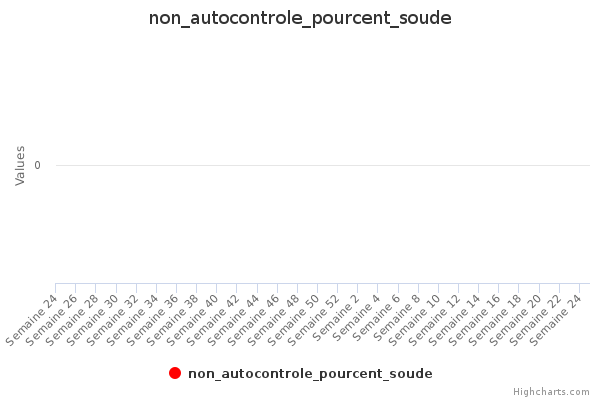 non_autocontrole_pourcent_soude
Values
0
Semaine 24
Semaine 26
Semaine 28
Semaine 30
Semaine 32
Semaine 34
Semaine 36
Semaine 38
Semaine 40
Semaine 42
Semaine 44
Semaine 46
Semaine 48
Semaine 50
Semaine 52
Semaine 2
Semaine 4
Semaine 6
Semaine 8
Semaine 10
Semaine 12
Semaine 14
Semaine 16
Semaine 18
Semaine 20
Semaine 22
Semaine 24
non_autocontrole_pourcent_soude
Highcharts.com